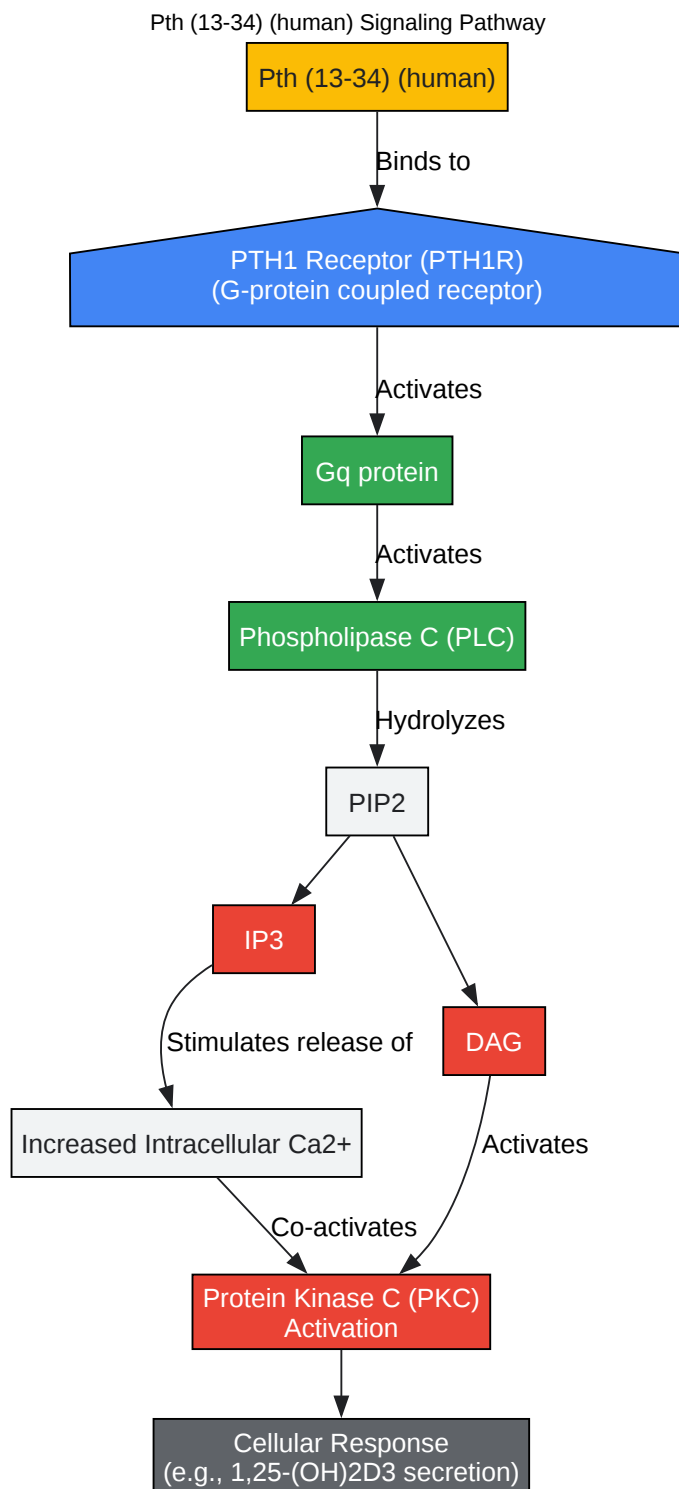 Pth (13-34) (human) Signaling Pathway
Pth (13-34) (human)
Binds to
PTH1 Receptor (PTH1R)
(G-protein coupled receptor)
Activates
Gq protein
Activates
Phospholipase C (PLC)
Hydrolyzes
PIP2
IP3
DAG
Stimulates release of
Increased Intracellular Ca2+
Activates
Co-activates
Protein Kinase C (PKC)
Activation
Cellular Response
(e.g., 1,25-(OH)2D3 secretion)